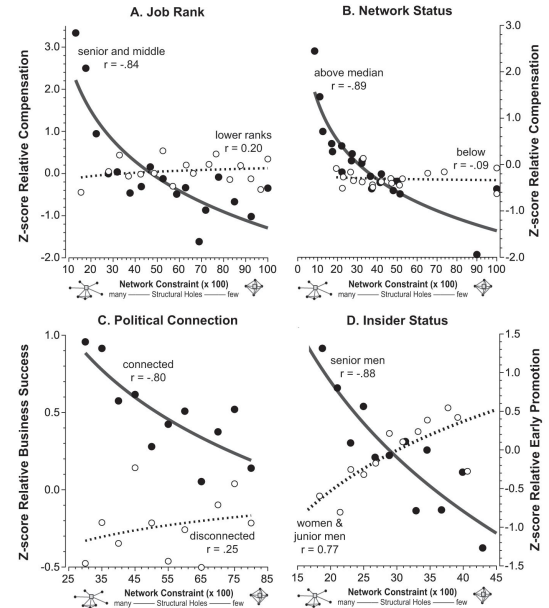 A. Job Rank
Z-score Relative Compensation
3.0
2.0
1.0
0.0
-1.0
-2.0
senior and middle
r = -.84
lower ranks
r = 0.20
10 20 30 40 50 60 70 80 90 100
Network Constraint (x 100)
many —— Structural Holes —— few
B. Network Status
above median
r = -.89
below
r = -.09
3.0
2.0
1.0
0.0
-1.0
-2.0
Z-score Relative Compensation
0 10 20 30 40 50 60 70 80 90 100
Network Constraint (x 100)
many —— Structural Holes —— few
C. Political Connection
Z-score Relative Business Success
1.0
0.5
0.0
-0.5
connected
r = -.80
disconnected
r = .25
25 35 45 55 65 75 85
Network Constraint (x 100)
many —— Structural Holes —— few
D. Insider Status
senior men
r = -.88
women &
junior men
r = 0.77
1.5
1.0
0.5
0.0
-0.5
-1.0
-1.5
Z-score Relative Early Promotion
15 20 25 30 35 40 45
Network Constraint (x 100)
many —— Structural Holes —— few